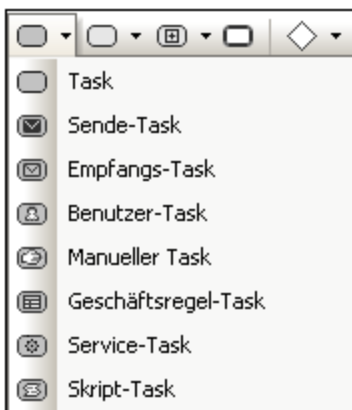 Task
Sende-Task
Empfangs-Task
Benutzer-Task
Manueller Task
Geschäftsregel-Task
Service-Task
Skript-Task